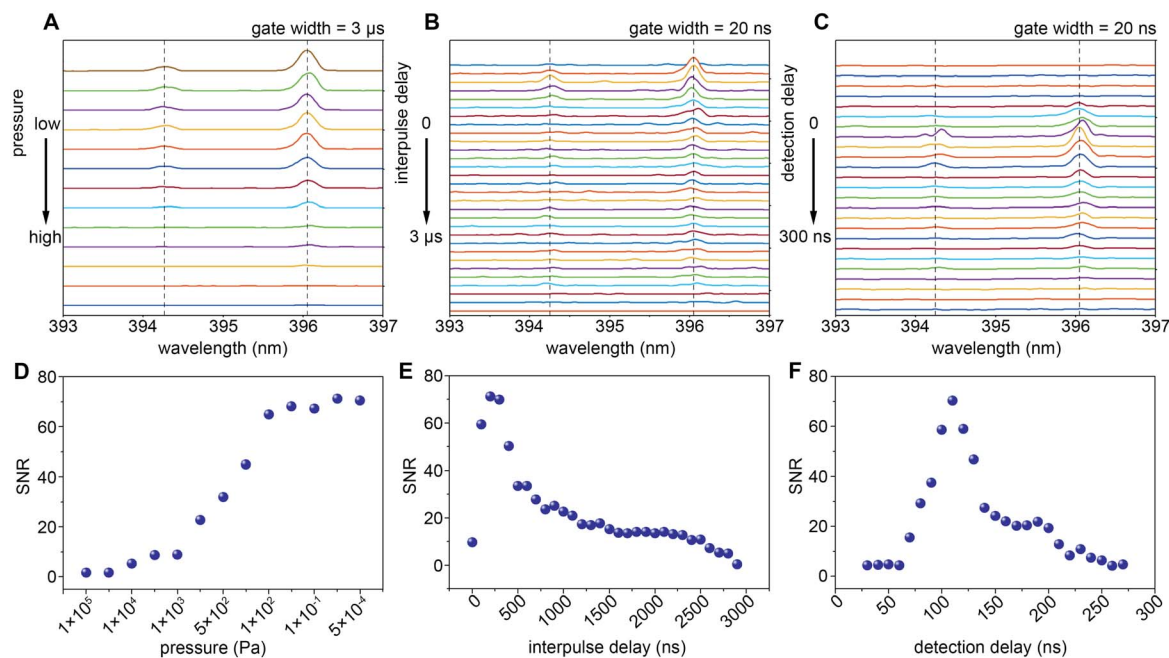 A
gate width = 3 μs
pressure
low
high
393 394 395 396 397
wavelength (nm)
B
gate width = 20 ns
interpulse delay
0
3 μs
393 394 395 396 397
wavelength (nm)
C
gate width = 20 ns
detection delay
0
300 ns
393 394 395 396 397
wavelength (nm)
D
SNR
80
60
40
20
0
1×10⁵ 1×10⁴ 1×10³ 5×10² 1×10² 1×10⁻¹ 5×10⁻⁴
pressure (Pa)
E
SNR
80
60
40
20
0
0 500 1000 1500 2000 2500 3000
interpulse delay (ns)
F
SNR
80
60
40
20
0
0 50 100 150 200 250 300
detection delay (ns)